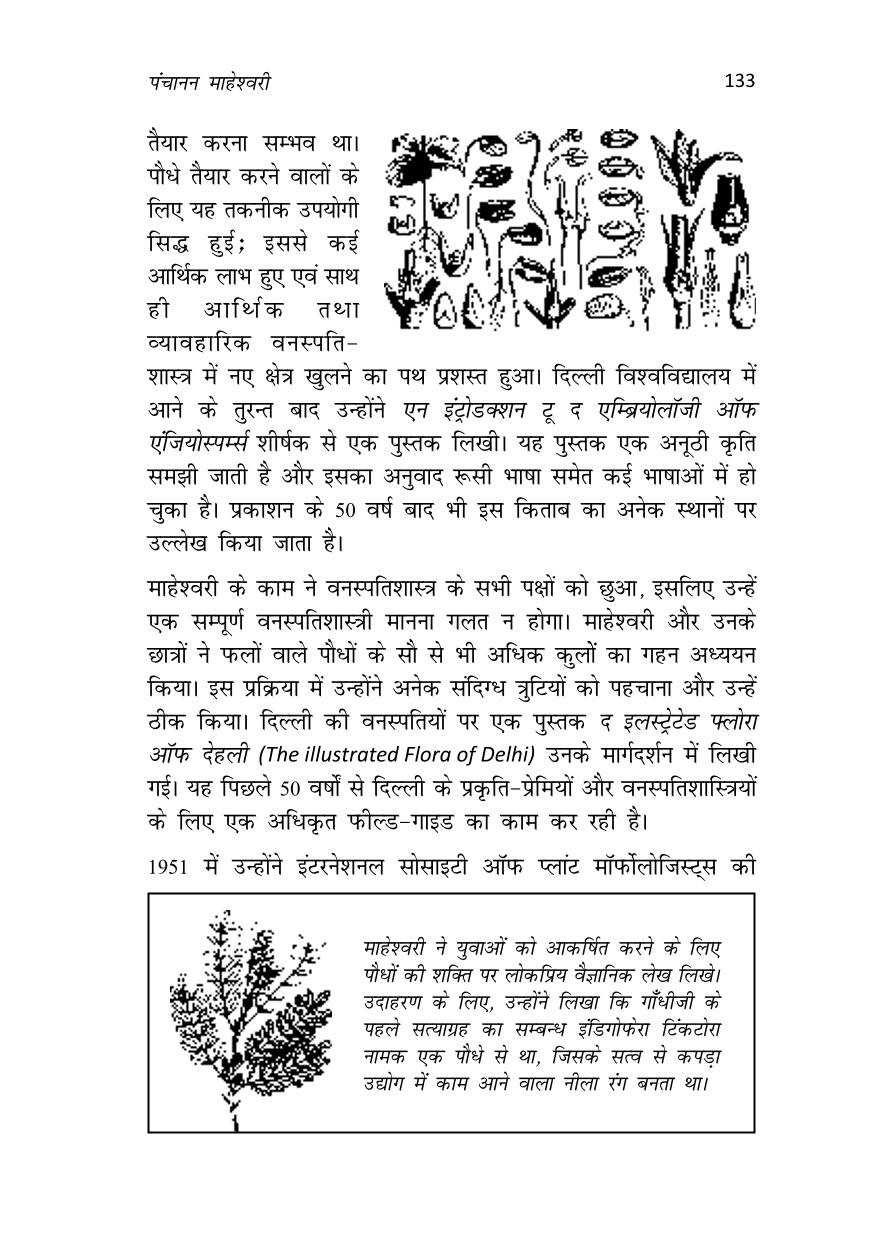 पंचानन माहेश्वरी 133
तैयार करना सम्भव था।
पौधे तैयार करने वालों के
लिए यह तकनीक उपयोगी
सिद्ध हुई; इससे कई
आर्थिक लाभ हुए एवं साथ
ही आर्थिक तथा
व्यावहारिक वनस्पति-
शास्त्र में नए क्षेत्र खुलने का पथ प्रशस्त हुआ। दिल्ली विश्वविद्यालय में
आने के तुरन्त बाद उन्होंने एन इंट्रोडक्शन टू द एम्ब्रियोलॉजी ऑफ
एंजियोस्पर्म्स शीर्षक से एक पुस्तक लिखी। यह पुस्तक एक अनूठी कृति
समझी जाती है और इसका अनुवाद रूसी भाषा समेत कई भाषाओं में हो
चुका है। प्रकाशन के 50 वर्ष बाद भी इस किताब का अनेक स्थानों पर
उल्लेख किया जाता है।
माहेश्वरी के काम ने वनस्पतिशास्त्र के सभी पक्षों को छुआ, इसलिए उन्हें
एक सम्पूर्ण वनस्पतिशास्त्री मानना गलत न होगा। माहेश्वरी और उनके
छात्रों ने फलों वाले पौधों के सौ से भी अधिक कुलों का गहन अध्ययन
किया। इस प्रक्रिया में उन्होंने अनेक संदिग्ध त्रुटियों को पहचाना और उन्हें
ठीक किया। दिल्ली की वनस्पतियों पर एक पुस्तक द इलस्ट्रेटेड फ्लोरा
ऑफ देहली (The illustrated Flora of Delhi) उनके मार्गदर्शन में लिखी
गई। यह पिछले 50 वर्षों से दिल्ली के प्रकृति-प्रेमियों और वनस्पतिशास्त्रियों
के लिए एक अधिकृत फील्ड-गाइड का काम कर रही है।
1951 में उन्होंने इंटरनेशनल सोसाइटी ऑफ प्लांट मॉर्फोलोजिस्ट्स की
माहेश्वरी ने युवाओं को आकर्षित करने के लिए
पौधों की शक्ति पर लोकप्रिय वैज्ञानिक लेख लिखे।
उदाहरण के लिए, उन्होंने लिखा कि गाँधीजी के
पहले सत्याग्रह का सम्बन्ध इंडिगोफेरा टिंकटोरा
नामक एक पौधे से था, जिसके सत्व से कपड़ा
उद्योग में काम आने वाला नीला रंग बनता था।